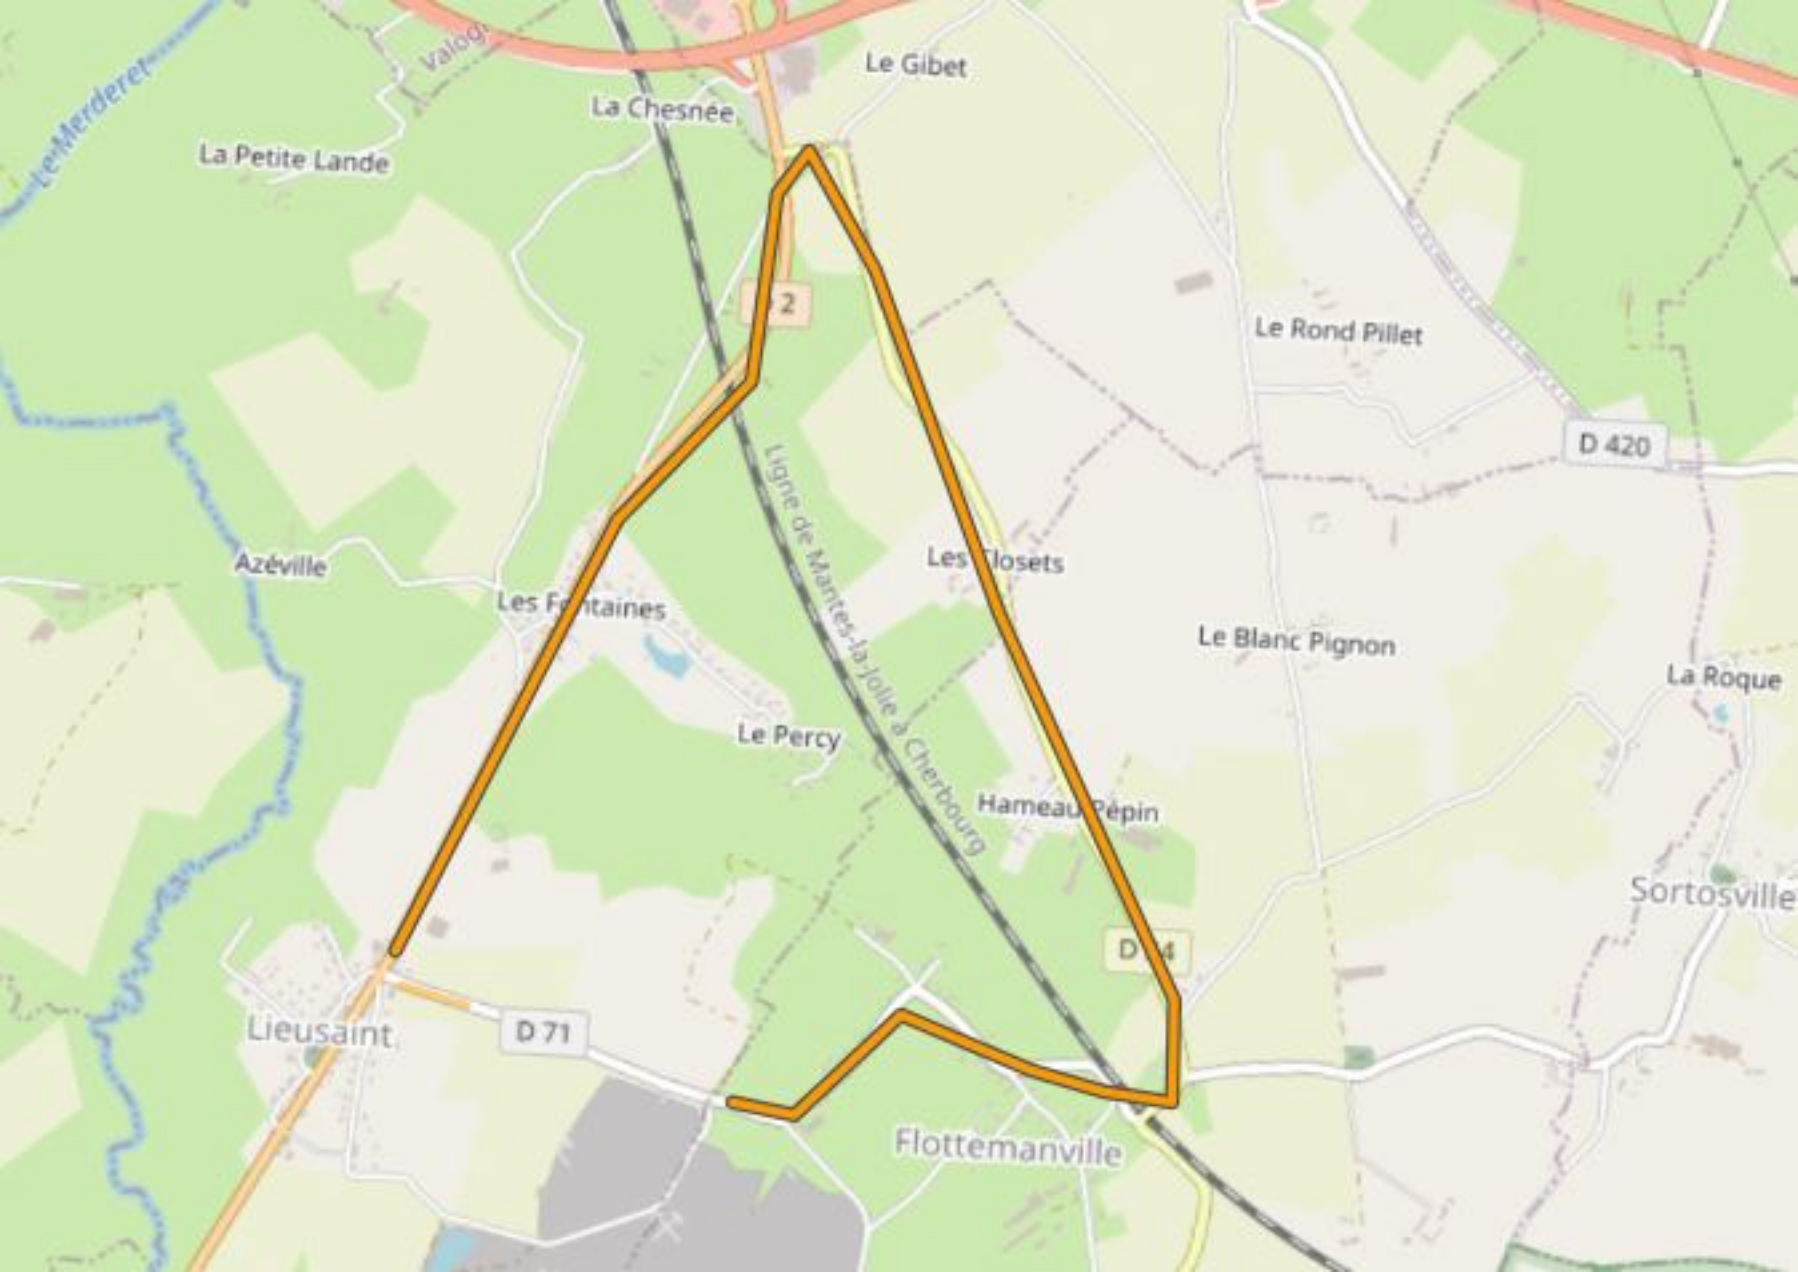 Le Gibet
Valog
La Chesnée
Le Merderet
La Petite Lande
2
Le Rond Pillet
D 420
Ligne de Mantes-la-Jolie à Cherbourg
Azéville
Les Closets
Les Fontaines
Le Blanc Pignon
La Roque
Le Percy
Hameau Pépin
Sortosville
D 4
Lieusaint
D 71
Flottemanville